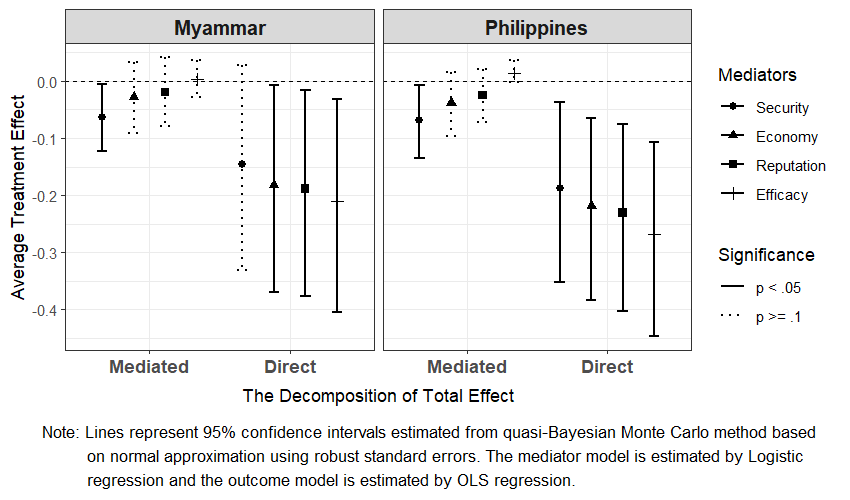 Myammar
Philippines
Average Treatment Effect
0.0
-0.1
-0.2
-0.3
-0.4
Mediated
Direct
Mediated
Direct
The Decomposition of Total Effect
Mediators
Security
Economy
Reputation
Efficacy
Significance
p < .05
p >= .1
Note: Lines represent 95% confidence intervals estimated from quasi-Bayesian Monte Carlo method based
on normal approximation using robust standard errors. The mediator model is estimated by Logistic
regression and the outcome model is estimated by OLS regression.